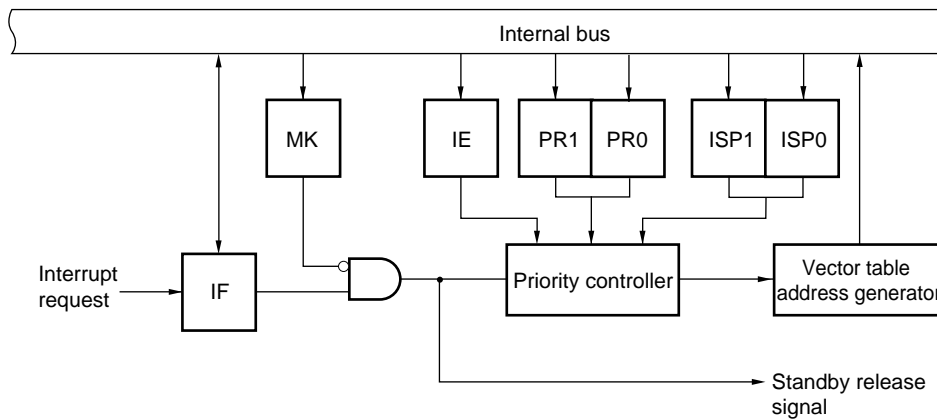 Internal bus
MK
IE
PR1
PR0
ISP1
ISP0
Interrupt
request
IF
Priority controller
Vector table
address generator
Standby release
signal